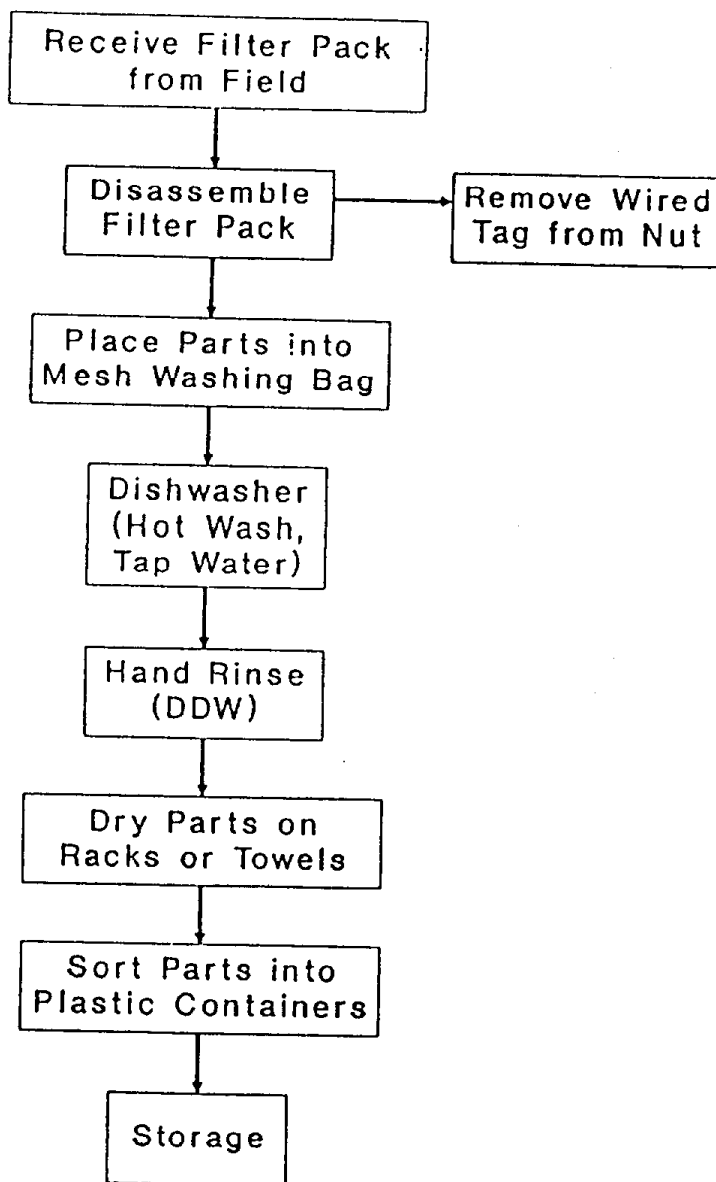 Receive Filter Pack
from Field
Disassemble
Filter Pack
Remove Wired
Tag from Nut
Place Parts into
Mesh Washing Bag
Dishwasher
(Hot Wash,
Tap Water)
Hand Rinse
(DDW)
Dry Parts on
Racks or Towels
Sort Parts into
Plastic Containers
Storage